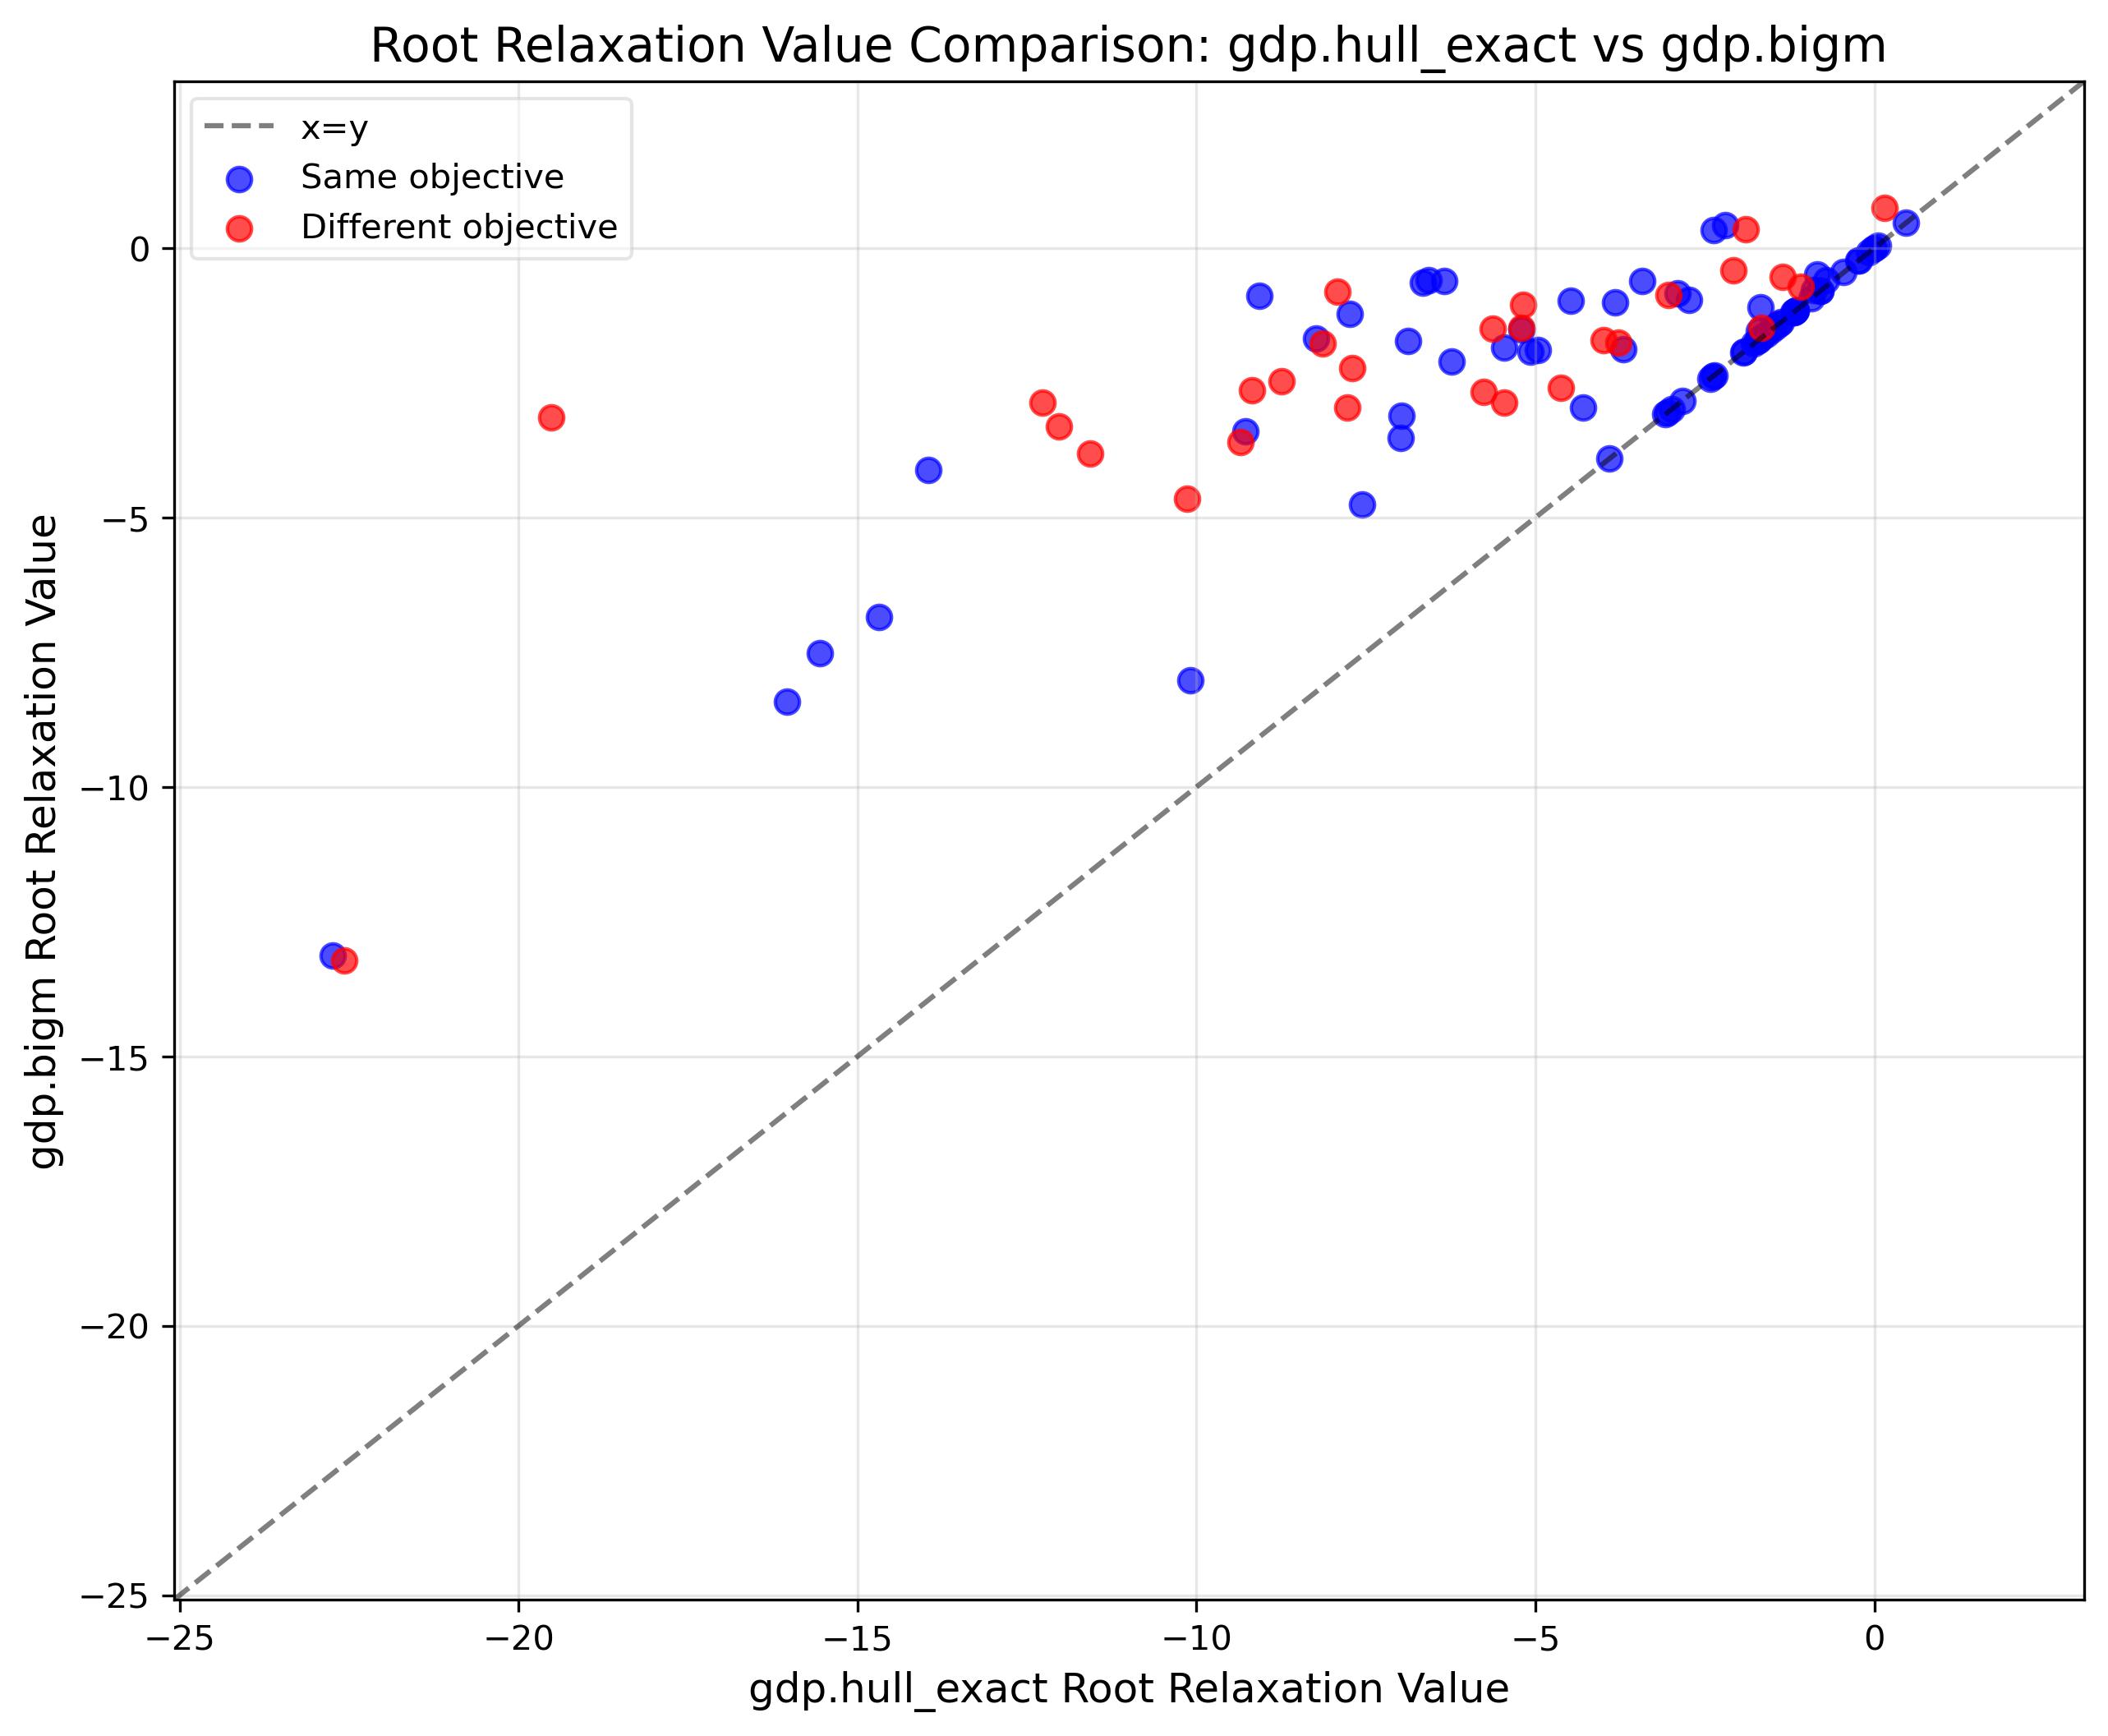 Root Relaxation Value Comparison: gdp.hull_exact vs gdp.bigm
x=y
Same objective
Different objective
gdp.bigm Root Relaxation Value
0
−5
−10
−15
−20
−25
−25
−20
−15
−10
−5
0
gdp.hull_exact Root Relaxation Value